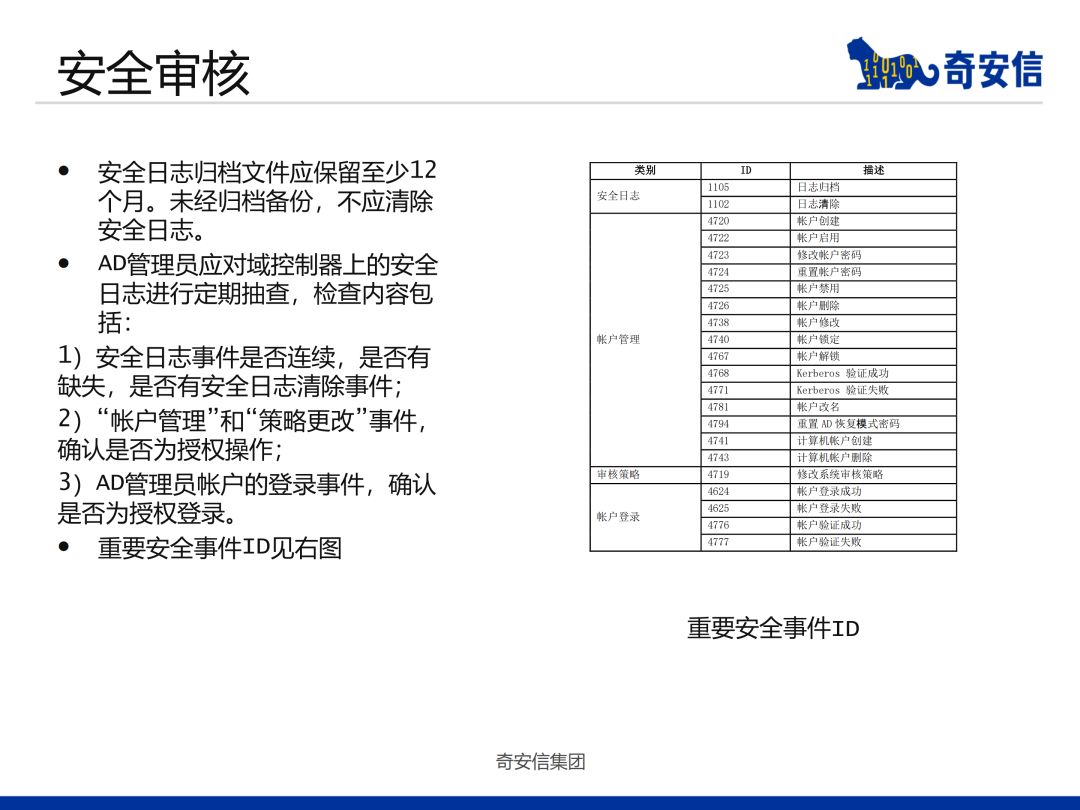 安全审核
奇安信
● 安全日志归档文件应保留至少12
个月。未经归档备份，不应清除
安全日志。
● AD管理员应对域控制器上的安全
日志进行定期抽查，检查内容包
括：
1）安全日志事件是否连续，是否有
缺失，是否有安全日志清除事件；
2）“帐户管理”和“策略更改”事件，
确认是否为授权操作；
3）AD管理员帐户的登录事件，确认
是否为授权登录。
● 重要安全事件ID见右图
类别 ID 描述
安全日志 1105 日志归档
1102 日志清除
帐户管理 4720 帐户创建
4722 帐户启用
4723 修改帐户密码
4724 重置帐户密码
4725 帐户禁用
4726 帐户删除
4738 帐户修改
4740 帐户锁定
4767 帐户解锁
4768 Kerberos 验证成功
4771 Kerberos 验证失败
4781 帐户改名
4794 重置 AD 恢复模式密码
4741 计算机帐户创建
4743 计算机帐户删除
审核策略 4719 修改系统审核策略
帐户登录 4624 帐户登录成功
4625 帐户登录失败
4776 帐户验证成功
4777 帐户验证失败
重要安全事件ID
奇安信集团